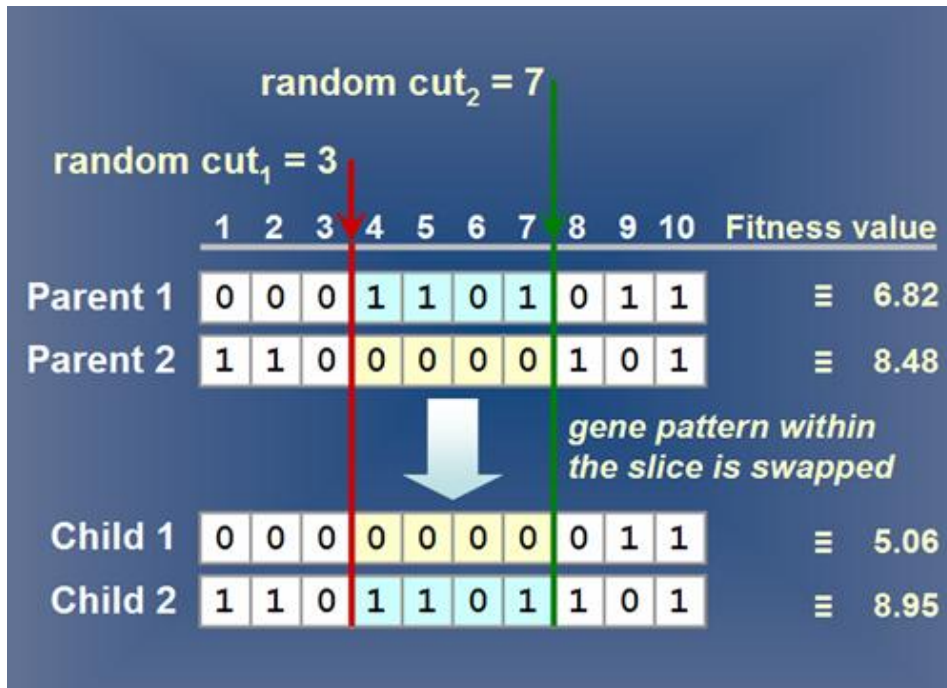 random cut₂ = 7
random cut₁ = 3
1 2 3 4 5 6 7 8 9 10 Fitness value
Parent 1 0 0 0 1 1 0 1 0 1 1 ≡ 6.82
Parent 2 1 1 0 0 0 0 0 1 0 1 ≡ 8.48
gene pattern within
the slice is swapped
Child 1 0 0 0 0 0 0 0 0 1 1 ≡ 5.06
Child 2 1 1 0 1 1 0 1 1 0 1 ≡ 8.95